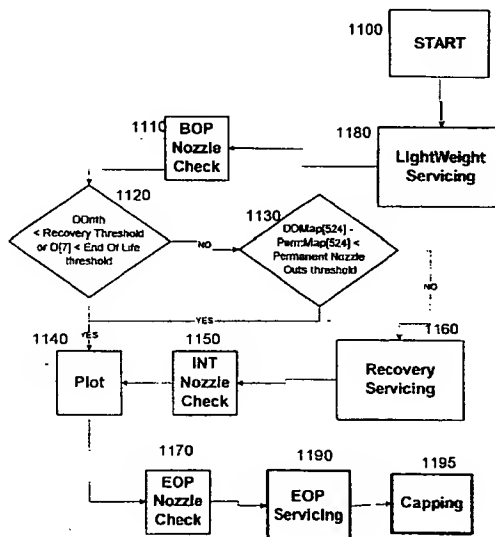 1100
START
1110
BOP
Nozzle
Check
1180
LightWeight
Servicing
1120
DDnth
< Recovery Threshold
or D[7] < End Of Life
threshold
NO
1130
DDMap[524] -
PermMap[524] <
Permanent Nozzle
Outs threshold
NO
YES
YES
1140
Plot
1150
INT
Nozzle
Check
1160
Recovery
Servicing
1170
EOP
Nozzle
Check
1190
EOP
Servicing
1195
Capping